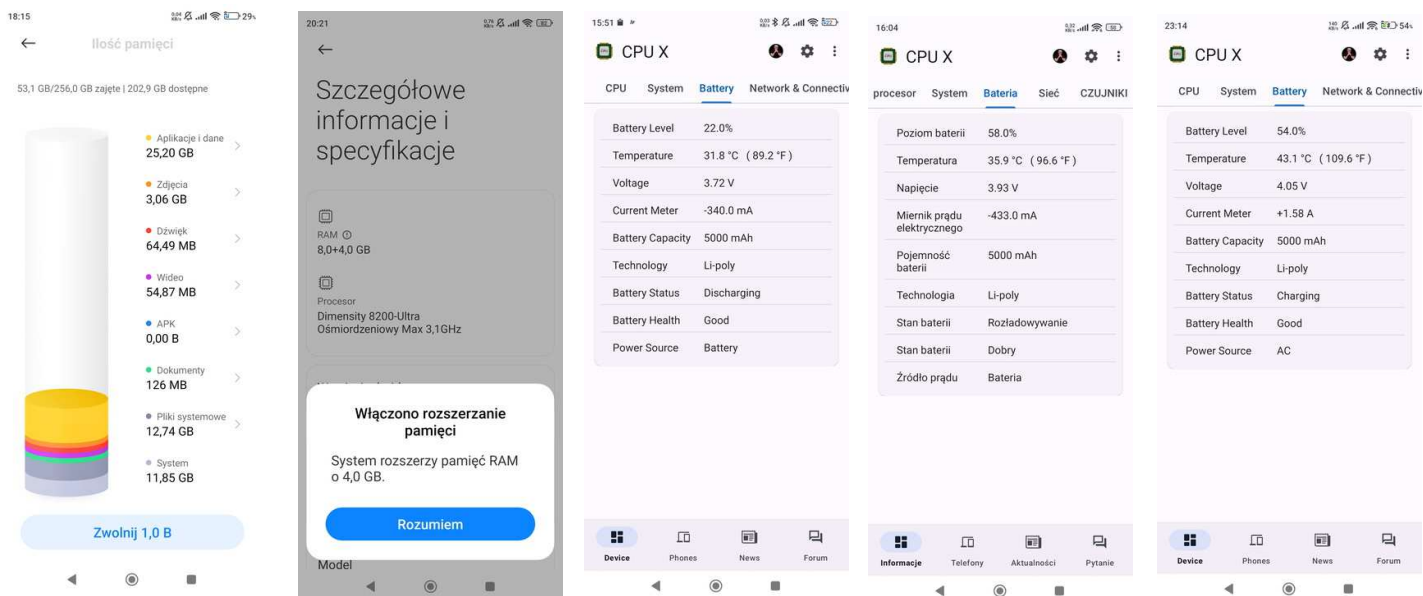 18:15
29%
Ilość pamięci
53,1 GB/256,0 GB zajęte | 202,9 GB dostępne
Aplikacje i dane
25,20 GB
Zdjęcia
3,06 GB
Dźwięk
64,49 MB
Wideo
54,87 MB
APK
0,00 B
Dokumenty
126 MB
Pliki systemowe
12,74 GB
System
11,85 GB
Zwolnij 1,0 B
20:21
Szczegółowe
informacje i
specyfikacje
RAM
8,0+4,0 GB
Procesor
Dimensity 8200-Ultra
Ośmiordzeniowy Max 3,1GHz
Włączono rozszerzanie
pamięci
System rozszerzy pamięć RAM
o 4,0 GB.
Rozumiem
Model
15:51
CPU X
CPU System Battery Network & Connectiv
Battery Level 22.0%
Temperature 31.8 °C ( 89.2 °F )
Voltage 3.72 V
Current Meter -340.0 mA
Battery Capacity 5000 mAh
Technology Li-poly
Battery Status Discharging
Battery Health Good
Power Source Battery
Device Phones News Forum
16:04
CPU X
procesor System Bateria Sieć CZUJNIKI
Poziom baterii 58.0%
Temperatura 35.9 °C ( 96.6 °F )
Napięcie 3.93 V
Miernik prądu -433.0 mA
elektrycznego
Pojemność 5000 mAh
baterii
Technologia Li-poly
Stan baterii Rozładowywanie
Stan baterii Dobry
Źródło prądu Bateria
Informacje Telefony Aktualności Pytanie
23:14
54%
CPU X
CPU System Battery Network & Connectiv
Battery Level 54.0%
Temperature 43.1 °C ( 109.6 °F )
Voltage 4.05 V
Current Meter +1.58 A
Battery Capacity 5000 mAh
Technology Li-poly
Battery Status Charging
Battery Health Good
Power Source AC
Device Phones News Forum